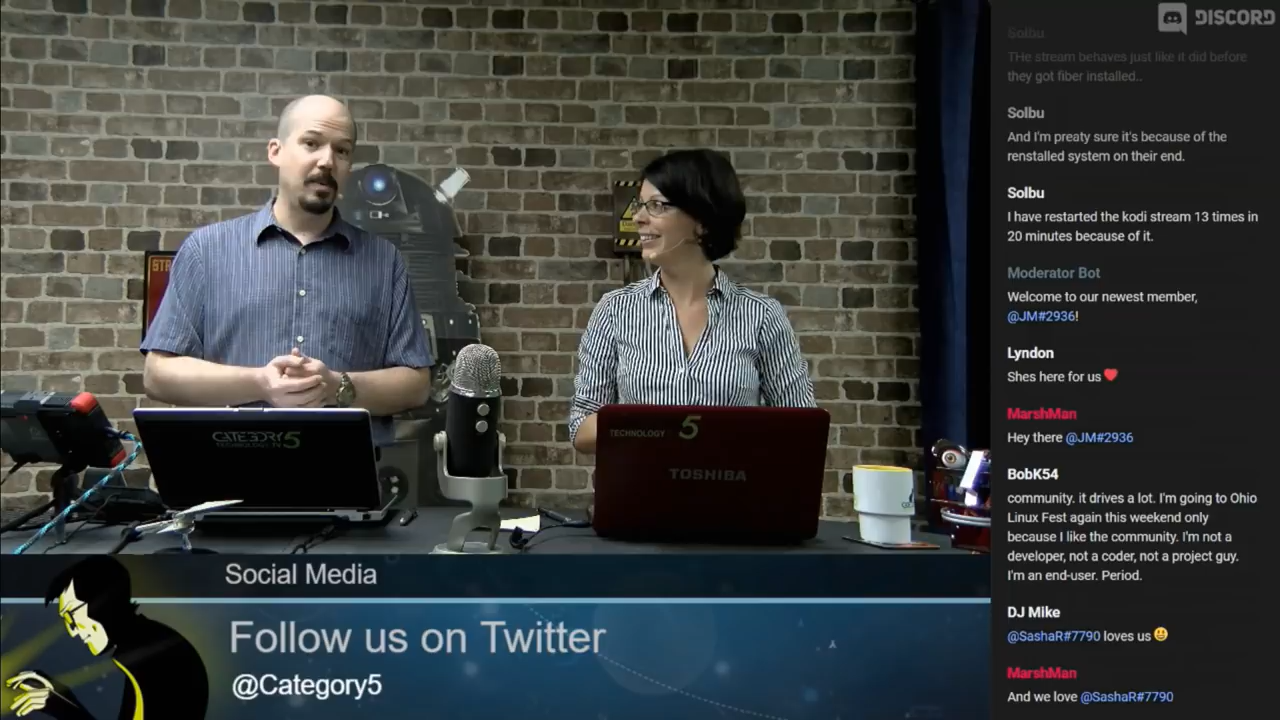 DISCORD
Solbu
THe stream behaves just like it did before
they got fiber installed..
Solbu
And I'm preaty sure it's because of the
renstalled system on their end.
Solbu
I have restarted the kodi stream 13 times in
20 minutes because of it.
Moderator Bot
Welcome to our newest member,
@JM#2936!
Lyndon
Shes here for us
MarshMan
Hey there @JM#2936
BobK54
community. it drives a lot. I'm going to Ohio
Linux Fest again this weekend only
because I like the community. I'm not a
developer, not a coder, not a project guy.
I'm an end-user. Period.
DJ Mike
@SashaR#7790 loves us
MarshMan
And we love @SashaR#7790
STR
CATEGORY 5
TECHNOLOGY TV
TECHNOLOGY 5
TOSHIBA
Social Media
Follow us on Twitter
@Category5